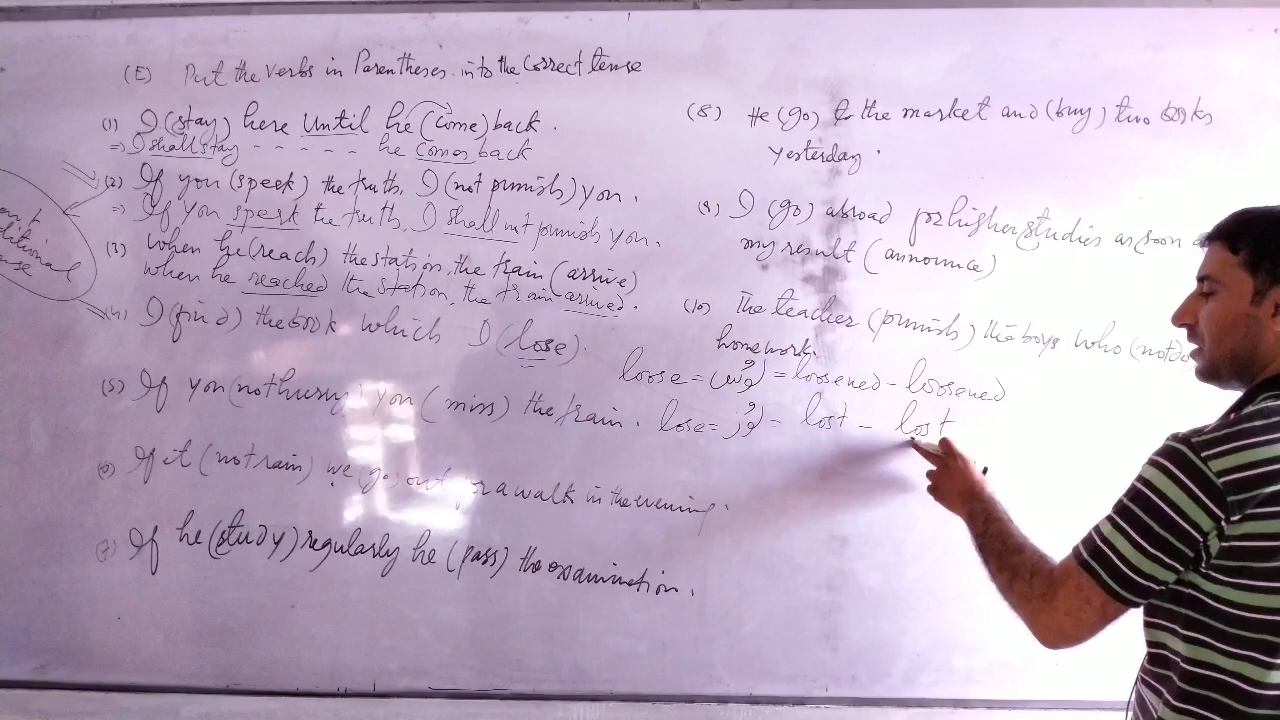 (E) Put the verbs in Parentheses into the Correct tense
(1) I (stay) here Until he (come) back.
=> I shall stay - - - - - he comes back
(2) If you (speek) the truth, I (not punish) you.
=> If you speak the truth, I shall not punish you.
(3) When he (reach) the station, the train (arrive)
when he reached the station, the train arrived.
(4) I (find) the book which I (lose).
(5) If you (not hurry) you (miss) the train.
(6) If it (not rain) we (go) out a walk in the evening.
(7) If he (study) regularly he (pass) the examination.
(8) He (go) to the market and (buy) two books
yesterday.
I (go) abroad for higher studies as soon
my result (announce)
(10) The teacher (punish) the boys who (not do
homework.
loose = = loosened - loosened
lose = = lost - lost